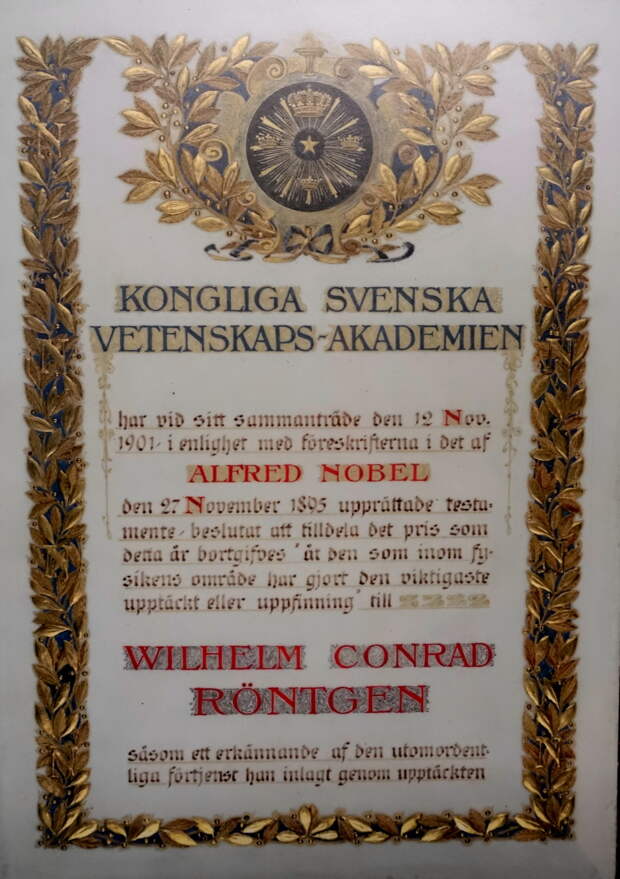 KONGLIGA SVENSKA
VETENSKAPS-AKADEMIEN
har vid sitt sammanträde den 12 Nov.
1901, i enlighet med föreskrifterna i det af
ALFRED NOBEL
den 27 November 1895 upprättade testa-
mente, beslutat att tilldela det pris som
detta år bortgifves "åt den som inom fy-
sikens område har gjort den viktigaste
upptäckt eller uppfinning" till
WILHELM CONRAD
RÖNTGEN
såsom ett erkännande af den utomordent-
liga förtjenst han inlagt genom upptäckten